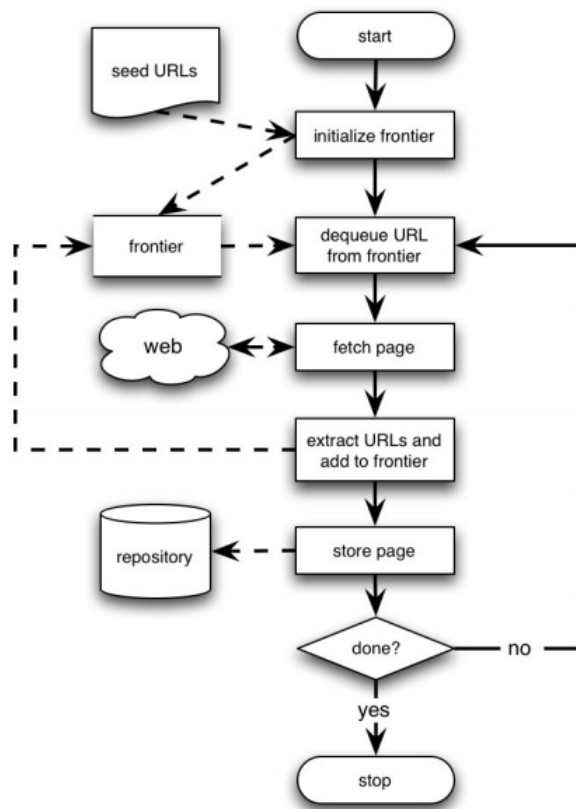 start
seed URLs
initialize frontier
frontier
dequeue URL
from frontier
web
fetch page
extract URLs and
add to frontier
repository
store page
done?
no
yes
stop